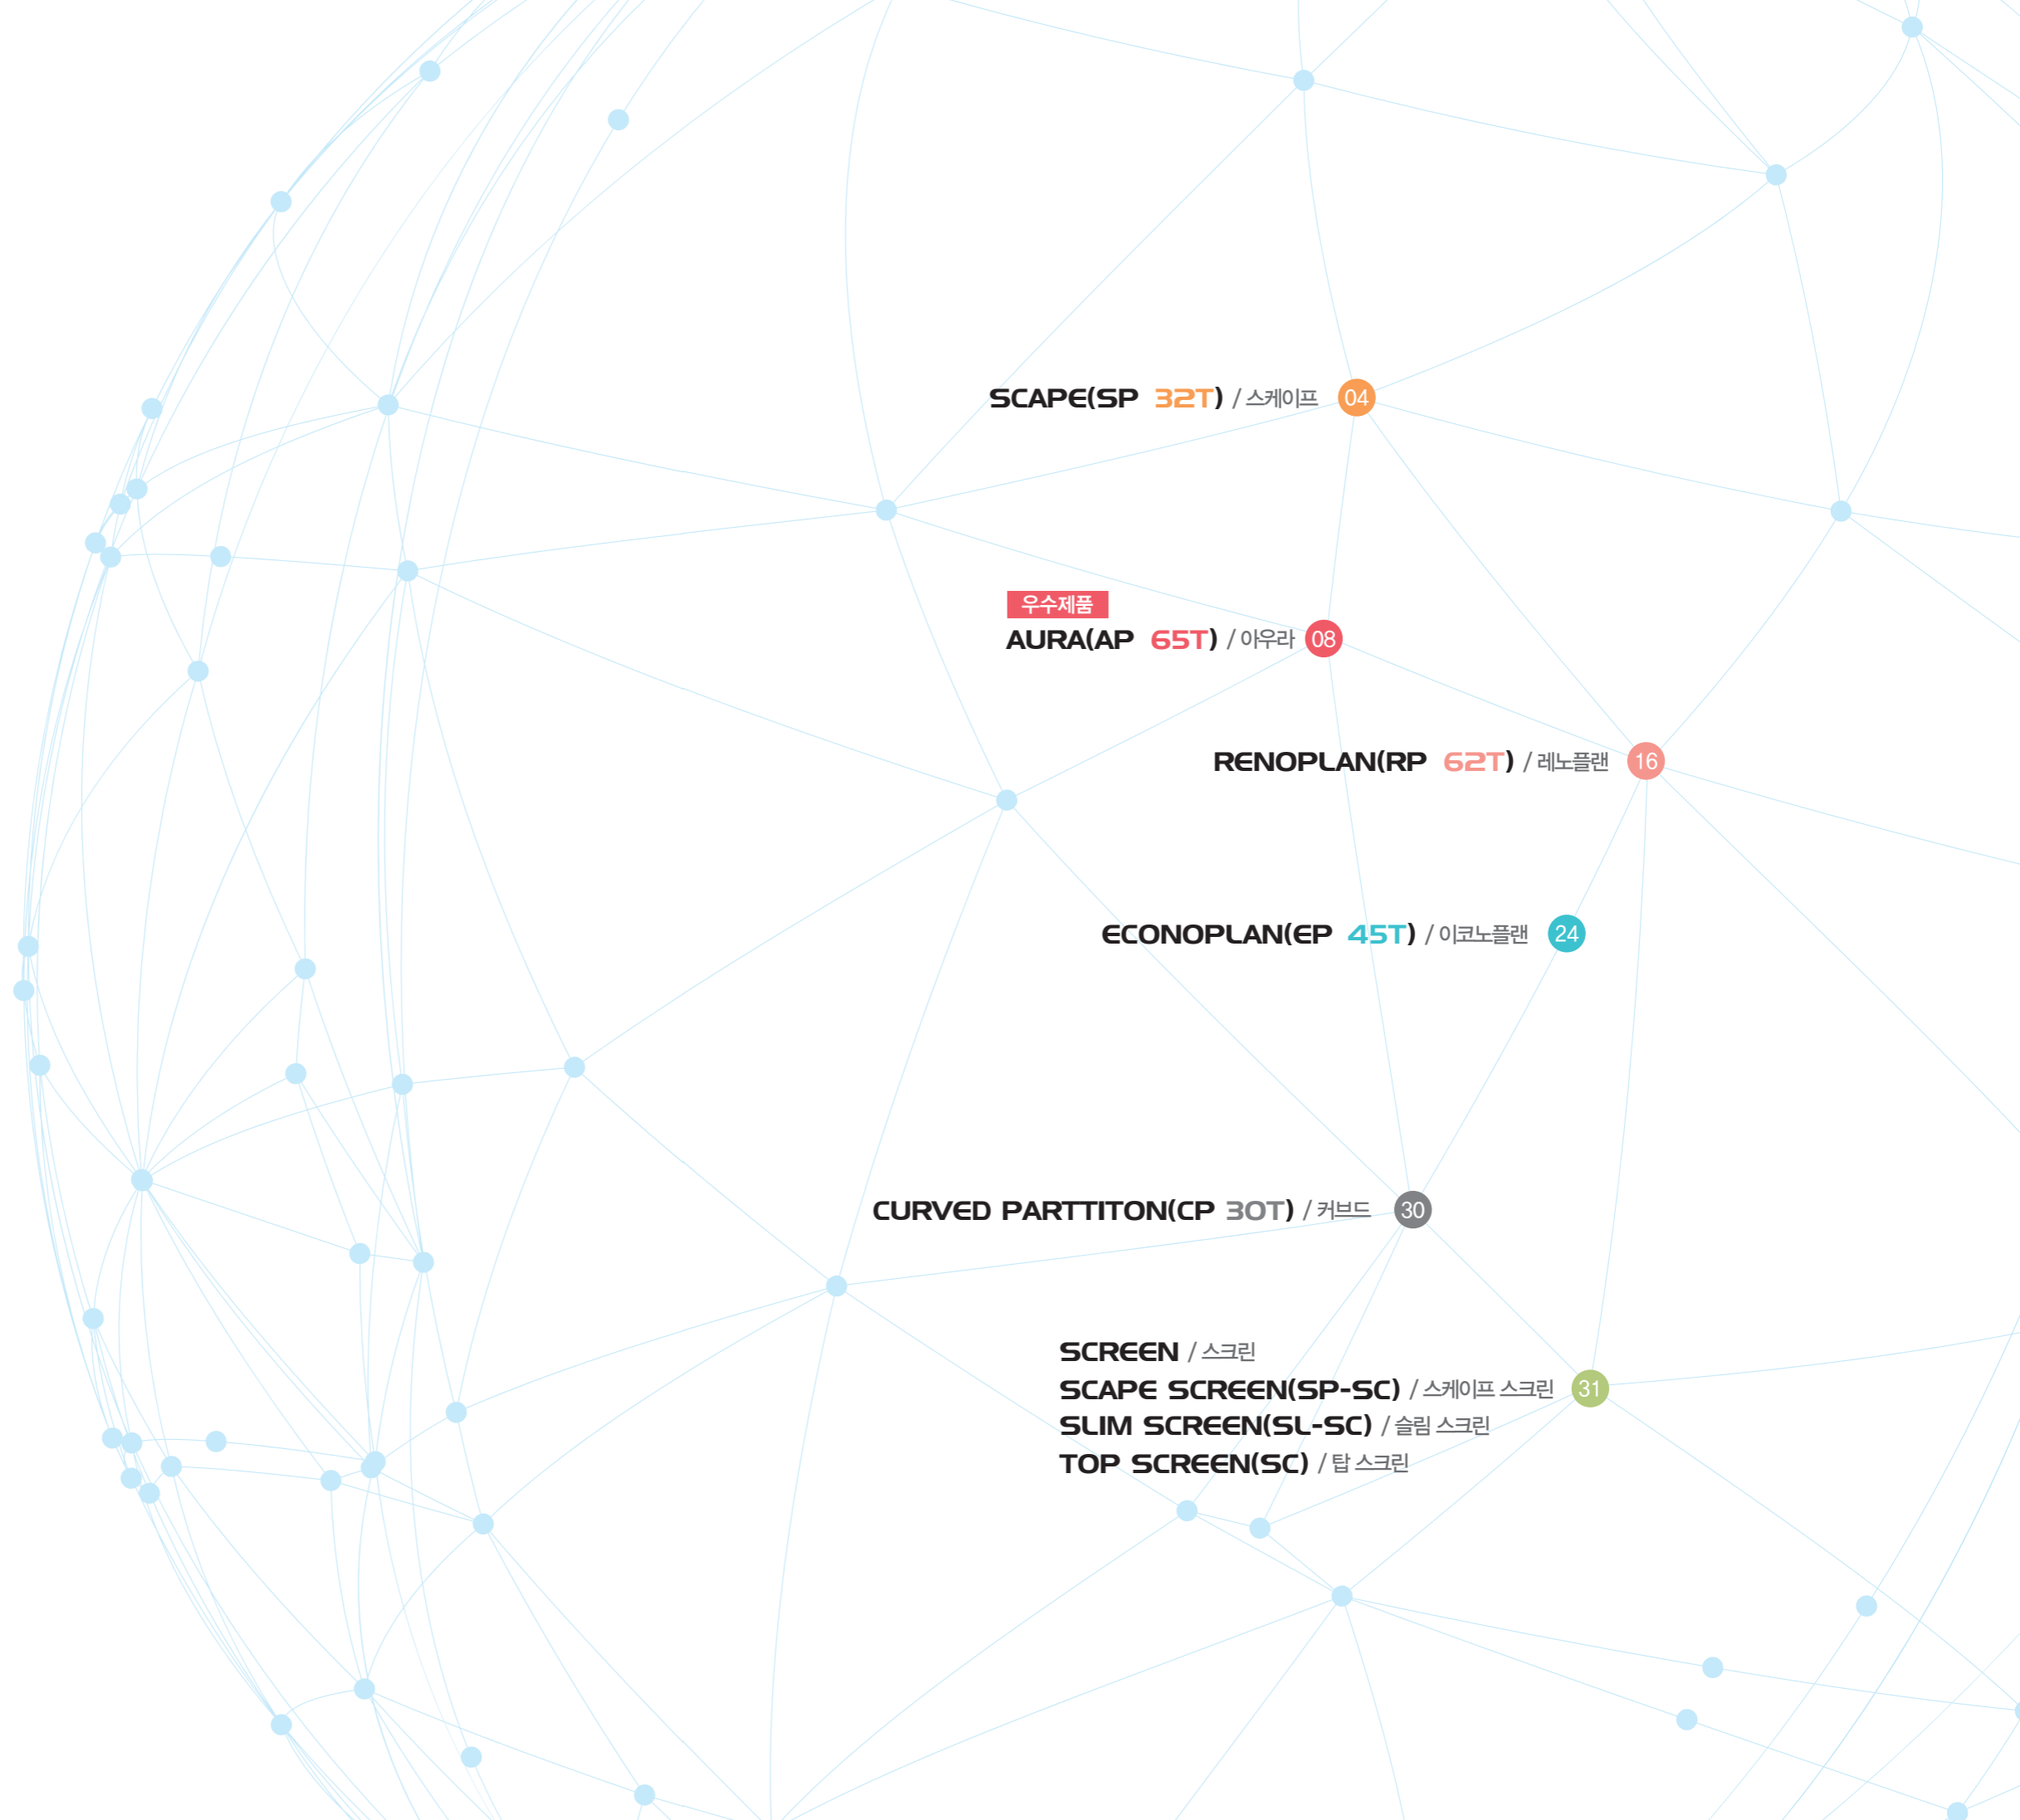 SCAPE(SP 32T) / 스케이프 04
우수제품
AURA(AP 65T) / 아우라 08
RENOPLAN(RP 62T) / 레노플랜 16
ECONOPLAN(EP 45T) / 이코노플랜 24
CURVED PARTTITON(CP 30T) / 커브드 30
SCREEN / 스크린
SCAPE SCREEN(SP-SC) / 스케이프 스크린 31
SLIM SCREEN(SL-SC) / 슬림 스크린
TOP SCREEN(SC) / 탑 스크린